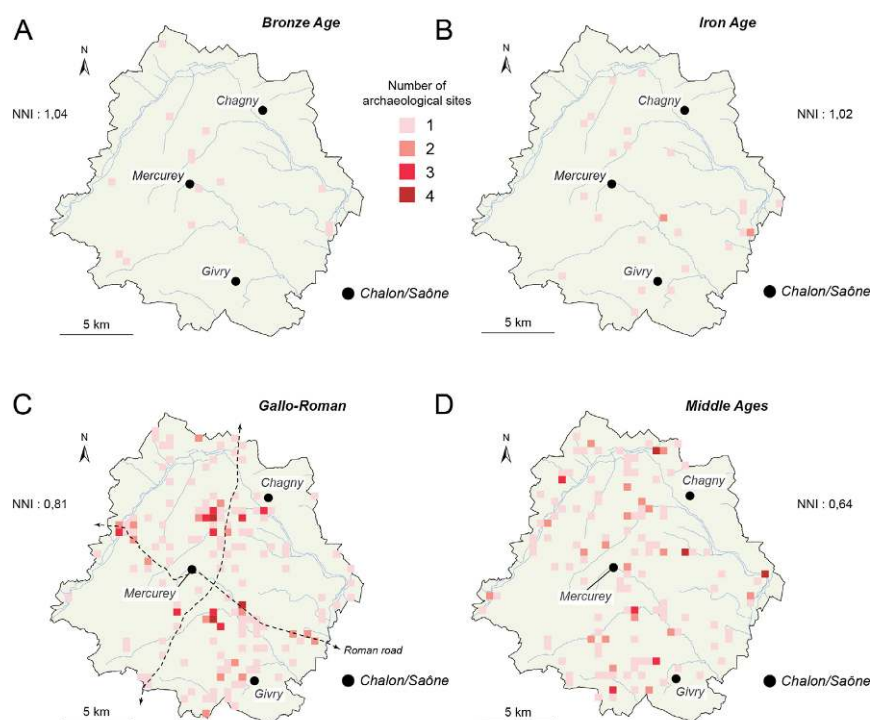 A
Bronze Age
N
NNI : 1,04
Chagny
Mercurey
Givry
Chalon/Saône
5 km
Number of
archaeological sites
1
2
3
4
B
Iron Age
N
NNI : 1,02
Chagny
Mercurey
Givry
Chalon/Saône
5 km
C
Gallo-Roman
N
NNI : 0,81
Chagny
Mercurey
Roman road
Givry
Chalon/Saône
5 km
D
Middle Ages
N
NNI : 0,64
Chagny
Mercurey
Givry
Chalon/Saône
5 km